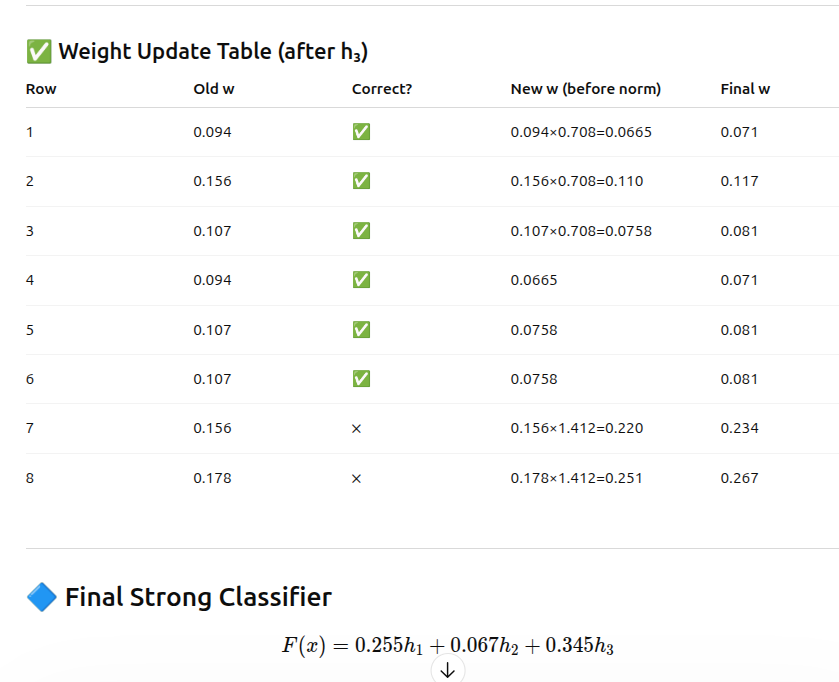 ✅ Weight Update Table (after h₃)
Row Old w Correct? New w (before norm) Final w
1 0.094 ✅ 0.094×0.708=0.0665 0.071
2 0.156 ✅ 0.156×0.708=0.110 0.117
3 0.107 ✅ 0.107×0.708=0.0758 0.081
4 0.094 ✅ 0.0665 0.071
5 0.107 ✅ 0.0758 0.081
6 0.107 ✅ 0.0758 0.081
7 0.156 × 0.156×1.412=0.220 0.234
8 0.178 × 0.178×1.412=0.251 0.267
🔷 Final Strong Classifier
F(x) = 0.255h₁ + 0.067h₂ + 0.345h₃